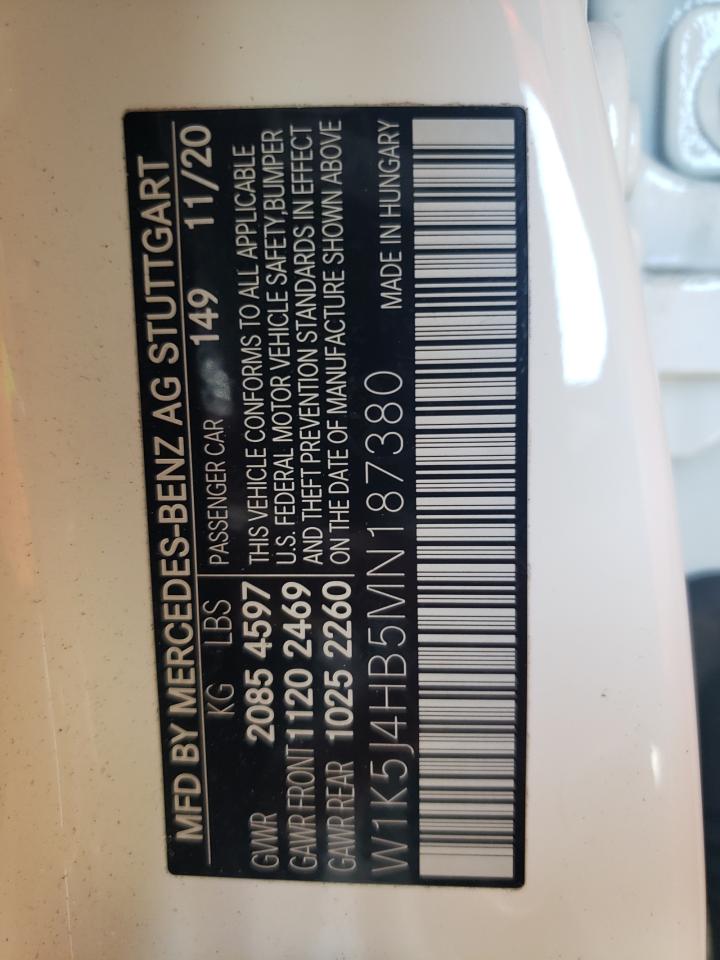 MFD BY MERCEDES-BENZ AG STUTTGART
KG LBS PASSENGER CAR 149 11/20
GWR 2085 4597 THIS VEHICLE CONFORMS TO ALL APPLICABLE
GAWR FRONT 1120 2469 U.S. FEDERAL MOTOR VEHICLE SAFETY,BUMPER
AND THEFT PREVENTION STANDARDS IN EFFECT
GAWR REAR 1025 2260 ON THE DATE OF MANUFACTURE SHOWN ABOVE
W1K5J4HB5MN187380 MADE IN HUNGARY